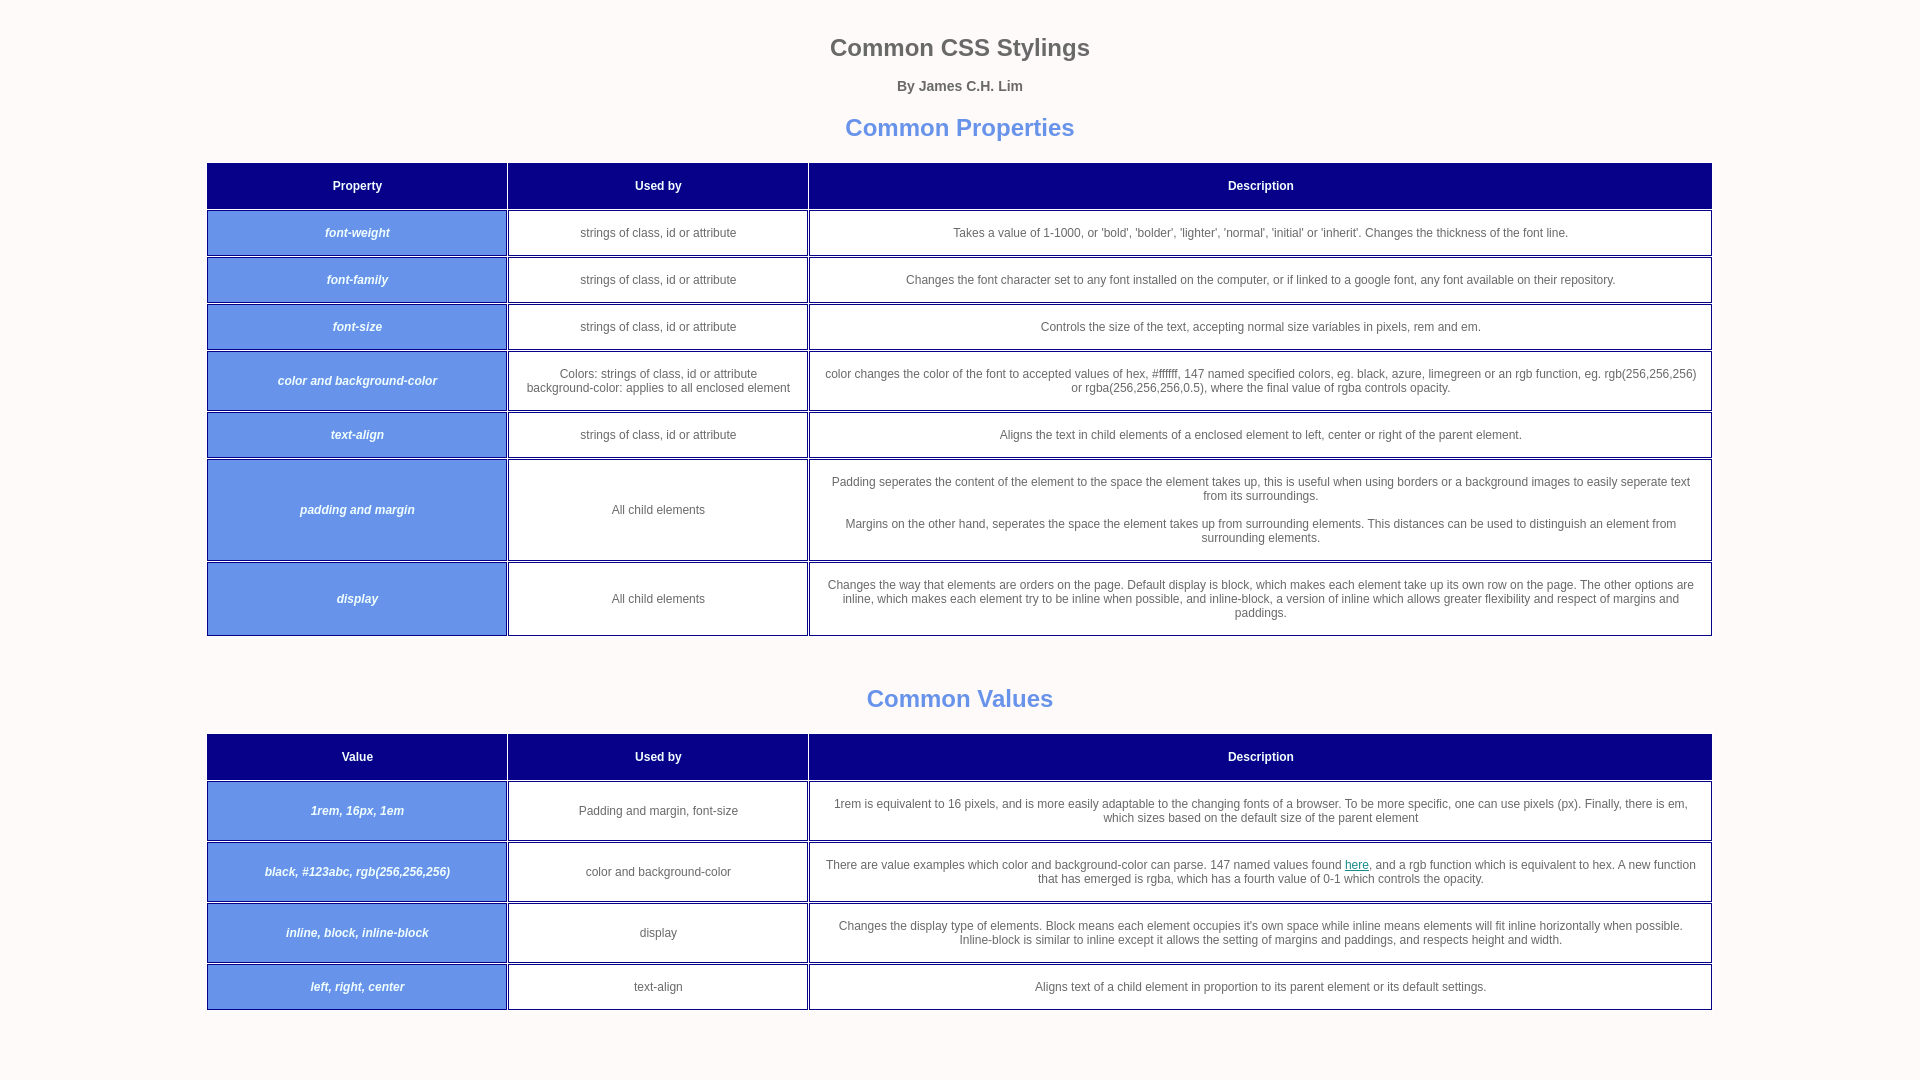 Common CSS Stylings
By James C.H. Lim
Common Properties
Property Used by Description
font-weight strings of class, id or attribute Takes a value of 1-1000, or 'bold', 'bolder', 'lighter', 'normal', 'initial' or 'inherit'. Changes the thickness of the font line.
font-family strings of class, id or attribute Changes the font character set to any font installed on the computer, or if linked to a google font, any font available on their repository.
font-size strings of class, id or attribute Controls the size of the text, accepting normal size variables in pixels, rem and em.
color and background-color
Colors: strings of class, id or attribute
background-color: applies to all enclosed element
color changes the color of the font to accepted values of hex, #ffffff, 147 named specified colors, eg. black, azure, limegreen or an rgb function, eg. rgb(256,256,256)
or rgba(256,256,256,0.5), where the final value of rgba controls opacity.
text-align strings of class, id or attribute Aligns the text in child elements of a enclosed element to left, center or right of the parent element.
padding and margin
All child elements
Padding seperates the content of the element to the space the element takes up, this is useful when using borders or a background images to easily seperate text
from its surroundings.
Margins on the other hand, seperates the space the element takes up from surrounding elements. This distances can be used to distinguish an element from
surrounding elements.
display
All child elements
Changes the way that elements are orders on the page. Default display is block, which makes each element take up its own row on the page. The other options are
inline, which makes each element try to be inline when possible, and inline-block, a version of inline which allows greater flexibility and respect of margins and
paddings.
Common Values
Value Used by Description
1rem, 16px, 1em
Padding and margin, font-size
1rem is equivalent to 16 pixels, and is more easily adaptable to the changing fonts of a browser. To be more specific, one can use pixels (px). Finally, there is em,
which sizes based on the default size of the parent element
black, #123abc, rgb(256,256,256)
color and background-color
There are value examples which color and background-color can parse. 147 named values found here, and a rgb function which is equivalent to hex. A new function
that has emerged is rgba, which has a fourth value of 0-1 which controls the opacity.
inline, block, inline-block
display
Changes the display type of elements. Block means each element occupies it's own space while inline means elements will fit inline horizontally when possible.
Inline-block is similar to inline except it allows the setting of margins and paddings, and respects height and width.
left, right, center text-align Aligns text of a child element in proportion to its parent element or its default settings.